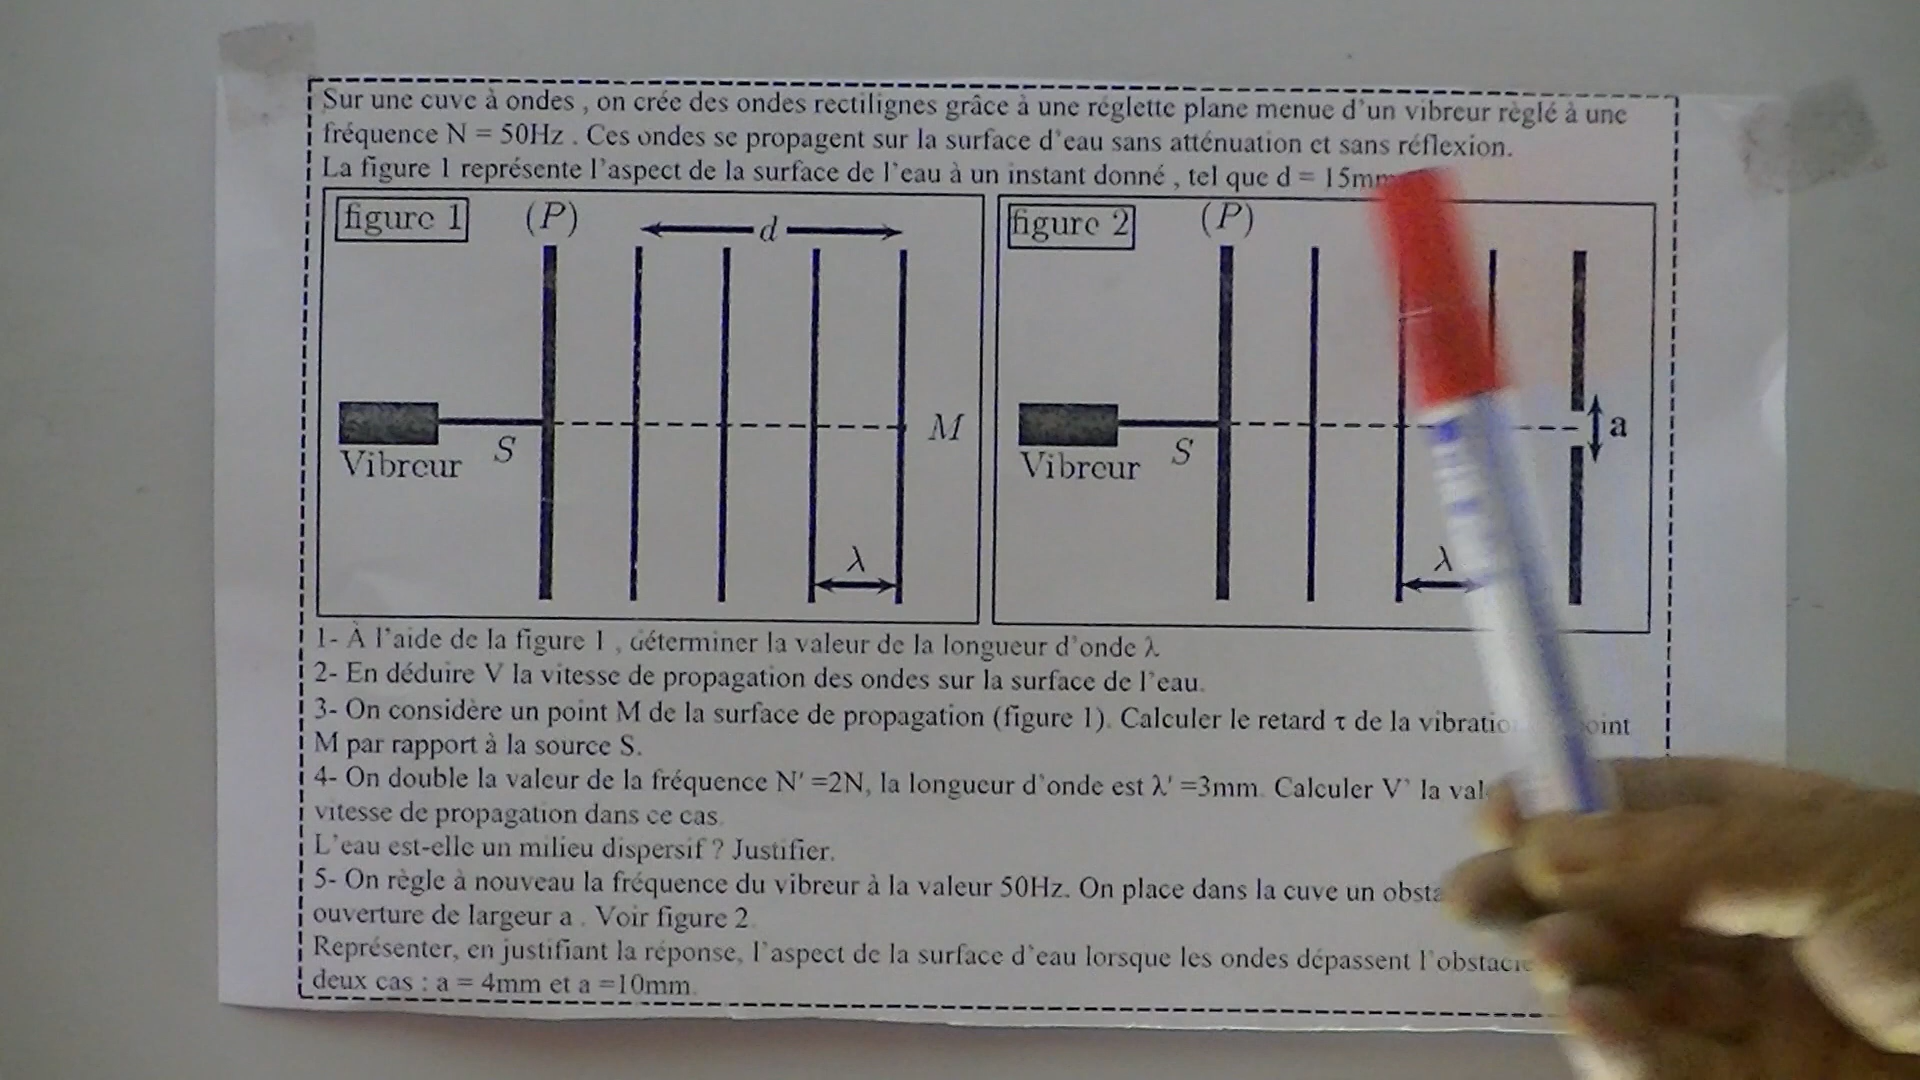 Sur une cuve à ondes , on crée des ondes rectilignes grâce à une réglette plane menue d'un vibreur règlé à une
fréquence N = 50Hz . Ces ondes se propagent sur la surface d'eau sans atténuation et sans réflexion.
La figure 1 représente l'aspect de la surface de l'eau à un instant donné , tel que d = 15mm
figure 1
(P)
d
S
M
Vibreur
λ
figure 2
(P)
a
S
Vibreur
λ
1- À l'aide de la figure 1 , déterminer la valeur de la longueur d'onde λ
2- En déduire V la vitesse de propagation des ondes sur la surface de l'eau.
3- On considère un point M de la surface de propagation (figure 1). Calculer le retard τ de la
M par rapport à la source S.
4- On double la valeur de la fréquence N' =2N, la longueur d'onde est λ' =3mm. Calculer V' la
vitesse de propagation dans ce cas.
L'eau est-elle un milieu dispersif ? Justifier.
5- On règle à nouveau la fréquence du vibreur à la valeur 50Hz. On place dans la cuve un
ouverture de largeur a . Voir figure 2.
Représenter, en justifiant la réponse, l'aspect de la surface d'eau lorsque les ondes dépassent
deux cas : a = 4mm et a =10mm.